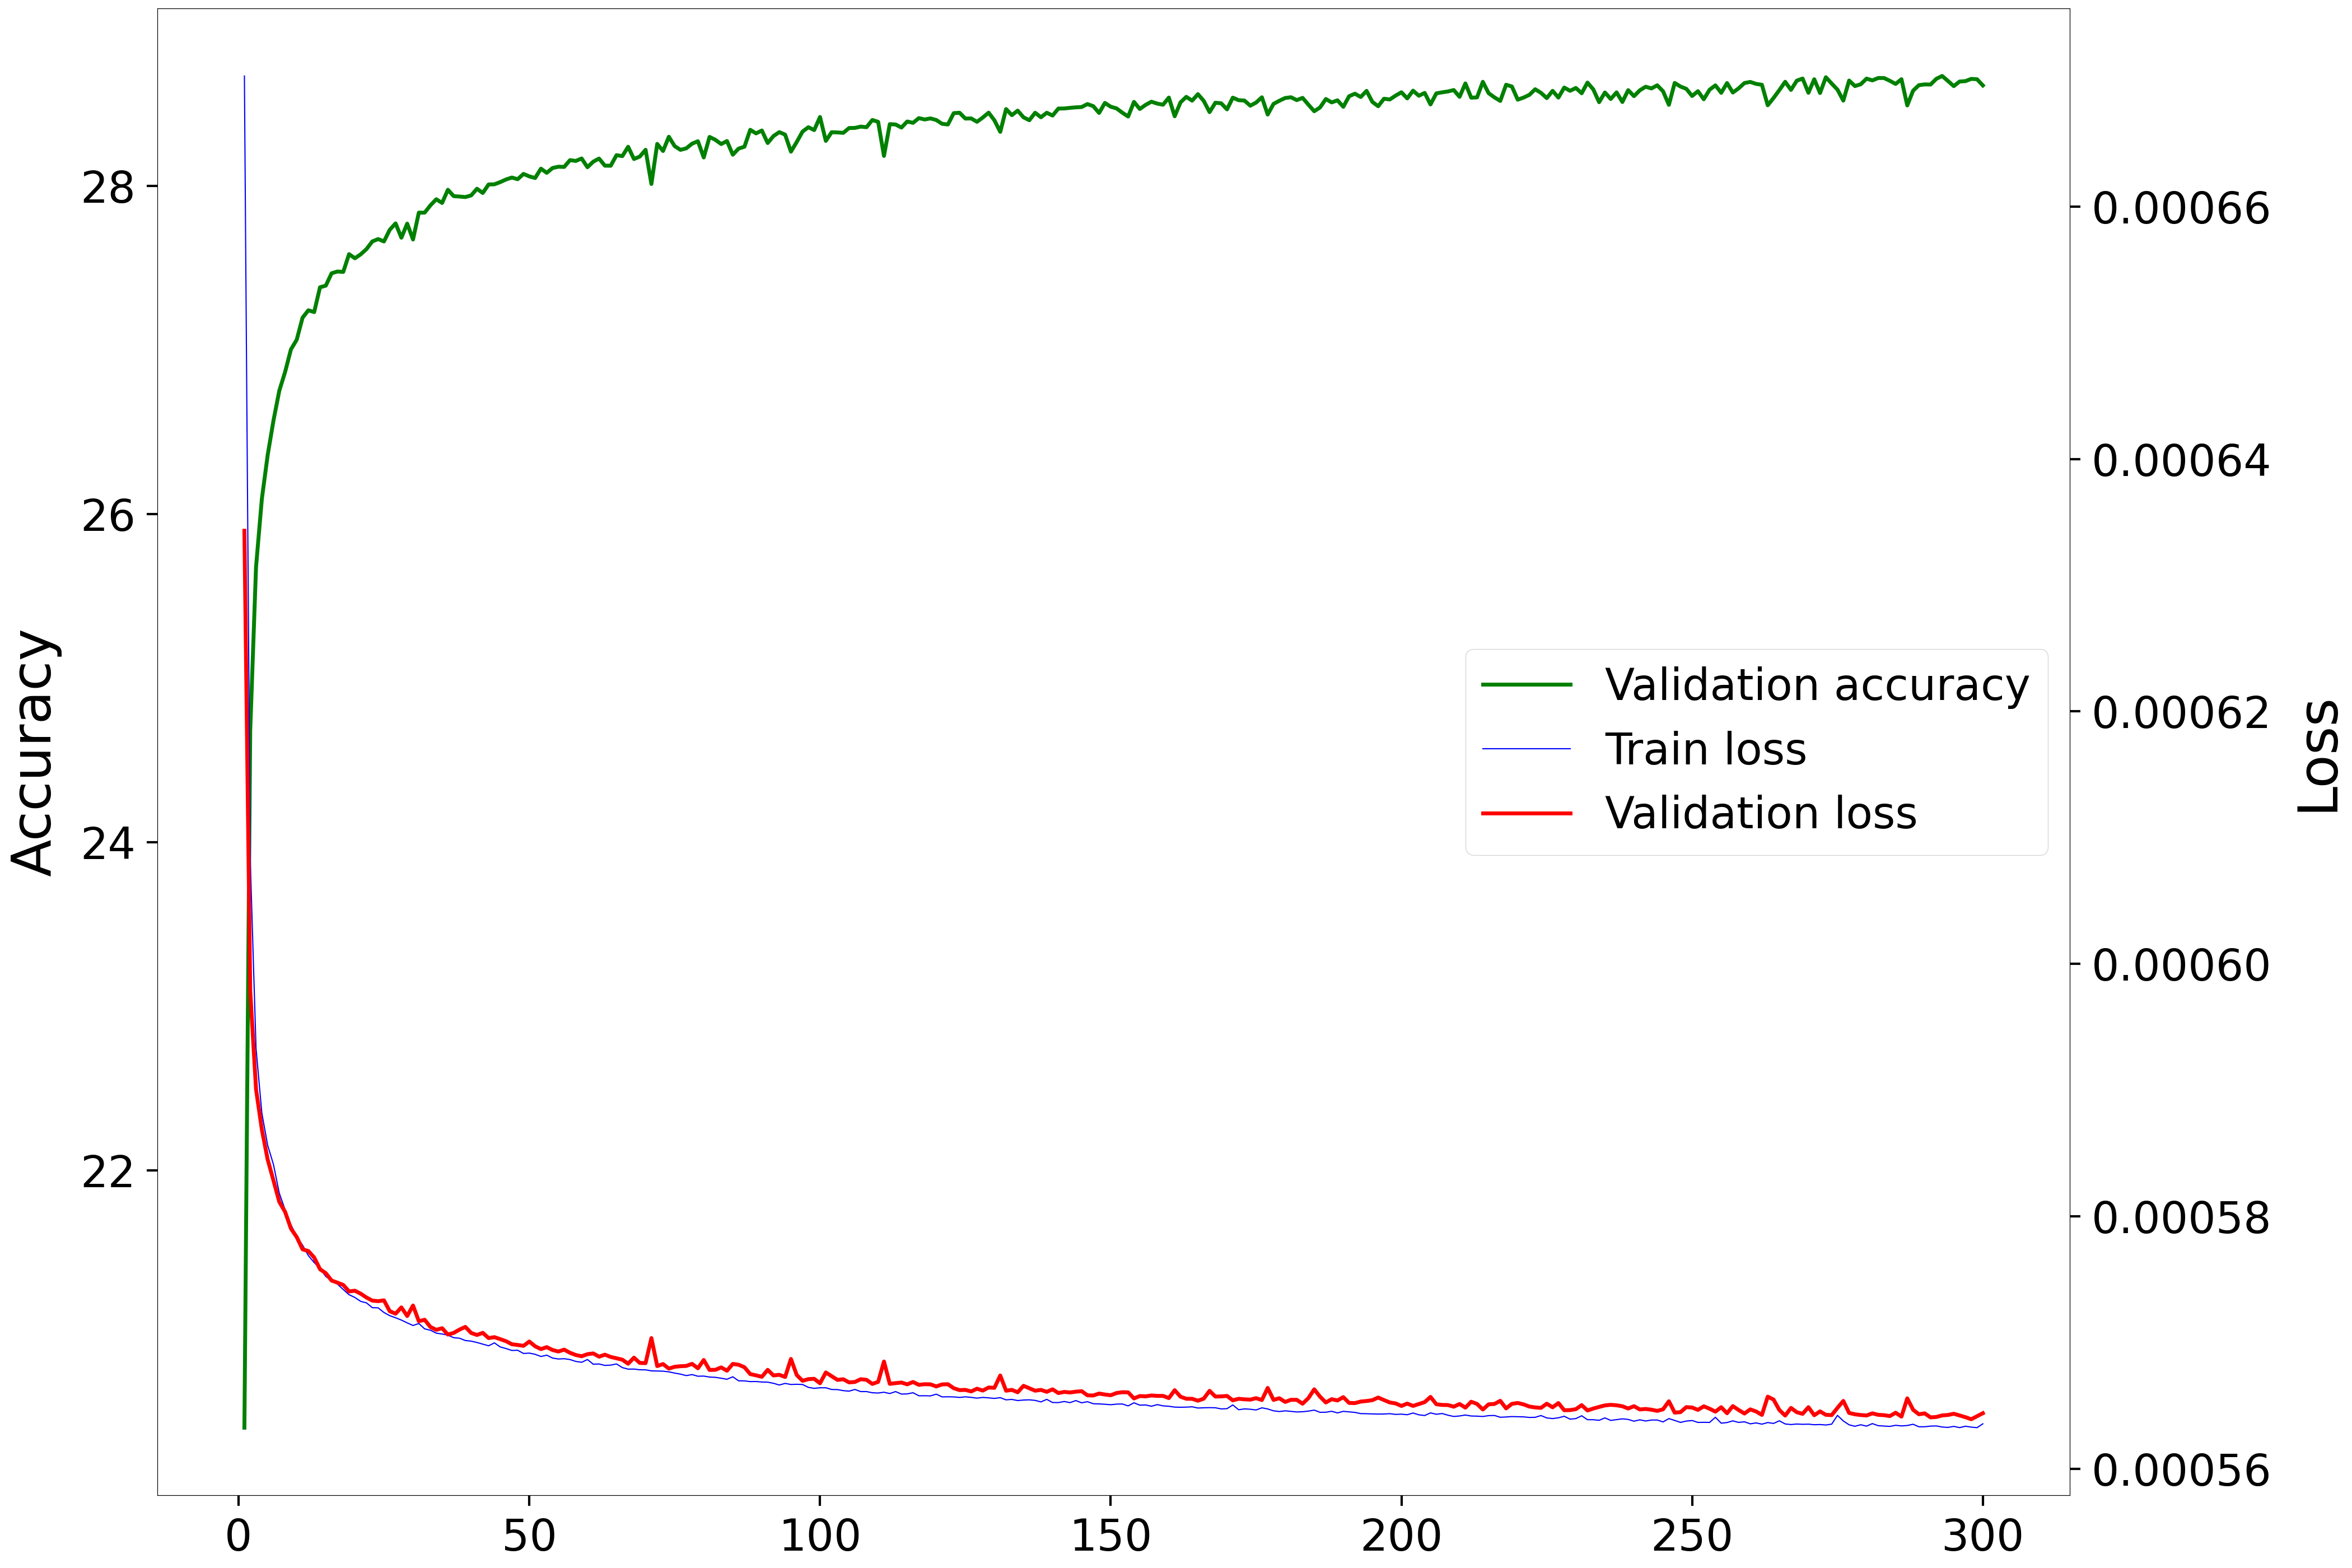 Accuracy
28
26
24
22
0.00066
0.00064
0.00062
0.00060
0.00058
0.00056
Loss
Validation accuracy
Train loss
Validation loss
0 50 100 150 200 250 300